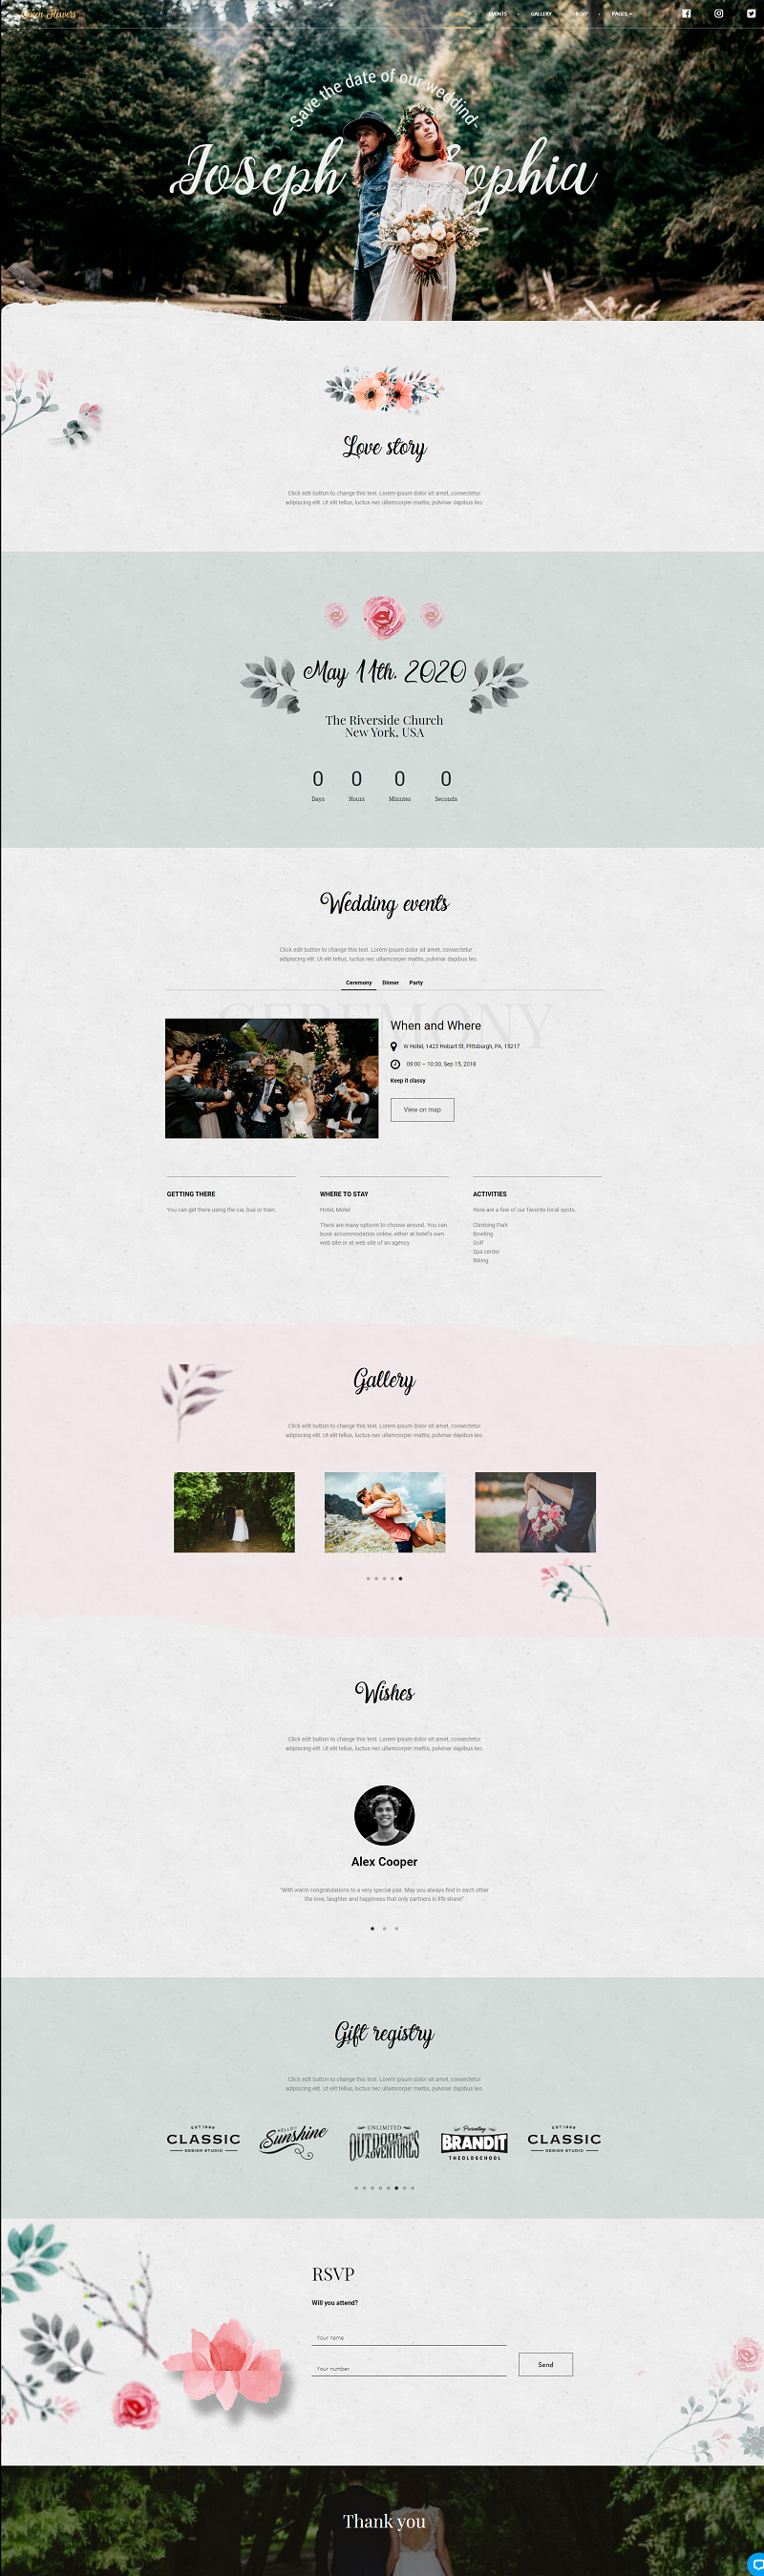 EVENTS
GALLERY
RSVP
PAGES
-Save the date of our weddind-
Joseph
ophia
Love story
Click edit button to change this text. Lorem ipsum dolor sit amet, consectetur
adipiscing elit. Ut elit tellus, luctus nec ullamcorper mattis, pulvinar dapibus leo.
May 11th. 2020
The Riverside Church
New York, USA
0 0 0 0
Days Hours Minutes Seconds
Wedding events
Click edit button to change this text. Lorem ipsum dolor sit amet, consectetur
adipiscing elit. Ut elit tellus, luctus nec ullamcorper mattis, pulvinar dapibus leo.
Ceremony Dinner Party
CEREMONY
When and Where
W Hotel, 1423 Hobart St, Pittsburgh, PA, 15217
09:00 – 10:30, Sep 15, 2018
Keep it classy
View on map
GETTING THERE
You can get there using the car, bus or train.
WHERE TO STAY
Hotel, Motel
There are many options to choose around. You can
book accommodation online, either at hotel's own
web site or at web site of an agency.
ACTIVITIES
Here are a few of our favorite local spots.
Climbing Park
Bowling
Golf
Spa center
Biking
Gallery
Click edit button to change this text. Lorem ipsum dolor sit amet, consectetur
adipiscing elit. Ut elit tellus, luctus nec ullamcorper mattis, pulvinar dapibus leo.
Wishes
Click edit button to change this text. Lorem ipsum dolor sit amet, consectetur
adipiscing elit. Ut elit tellus, luctus nec ullamcorper mattis, pulvinar dapibus leo.
Alex Cooper
"With warm congratulations to a very special pair. May you always find in each other
the love, laughter and happiness that only partners in life share!"
Gift registry
Click edit button to change this text. Lorem ipsum dolor sit amet, consectetur
adipiscing elit. Ut elit tellus, luctus nec ullamcorper mattis, pulvinar dapibus leo.
EST.1899
CLASSIC
DESIGN STUDIO
HELLO
Sunshine
UNLIMITED
OUTDOOR
ADVENTURES
Presenting
BRANDIT
THEOLDSCHOOL
EST.1899
CLASSIC
DESIGN STUDIO
RSVP
Will you attend?
Your name
Your number
Send
Thank you